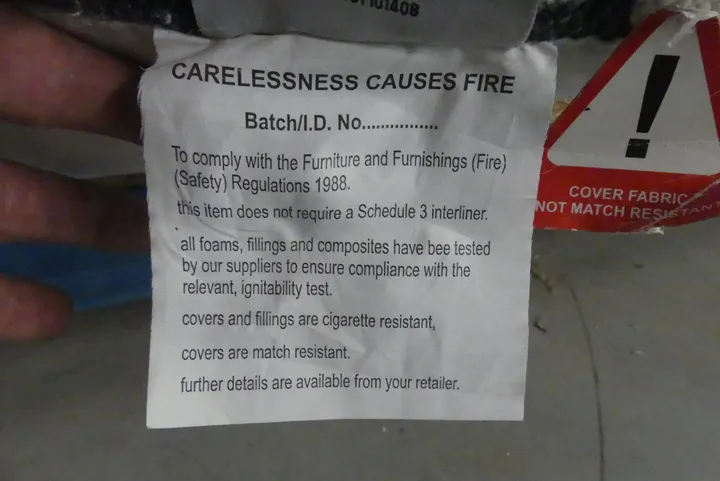 CARELESSNESS CAUSES FIRE
Batch/I.D. No................
To comply with the Furniture and Furnishings (Fire)
(Safety) Regulations 1988.
this item does not require a Schedule 3 interliner.
all foams, fillings and composites have bee tested
by our suppliers to ensure compliance with the
relevant, ignitability test.
covers and fillings are cigarette resistant,
covers are match resistant.
further details are available from your retailer.
!
COVER FABRIC
NOT MATCH RESISTANT